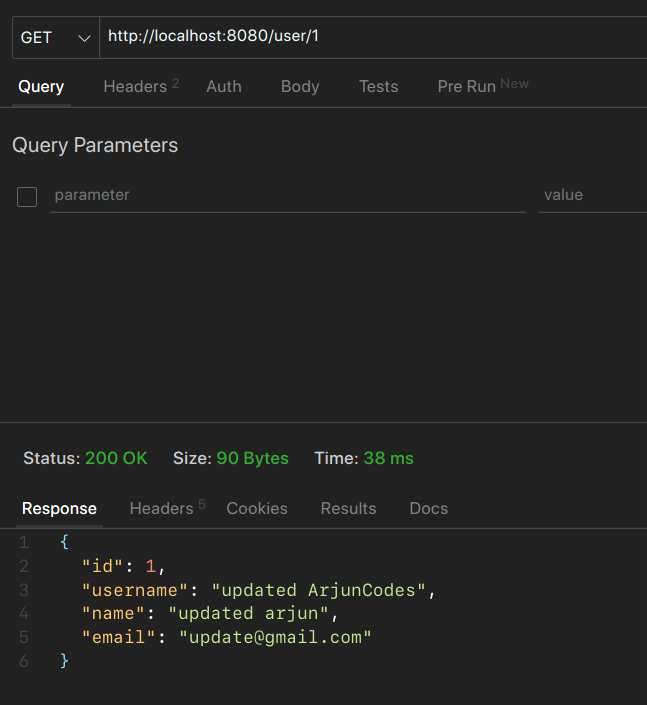 GET http://localhost:8080/user/1
Query Headers 2 Auth Body Tests Pre Run New
Query Parameters
parameter value
Status: 200 OK Size: 90 Bytes Time: 38 ms
Response Headers 5 Cookies Results Docs
1 {
2 "id": 1,
3 "username": "updated ArjunCodes",
4 "name": "updated arjun",
5 "email": "update@gmail.com"
6 }